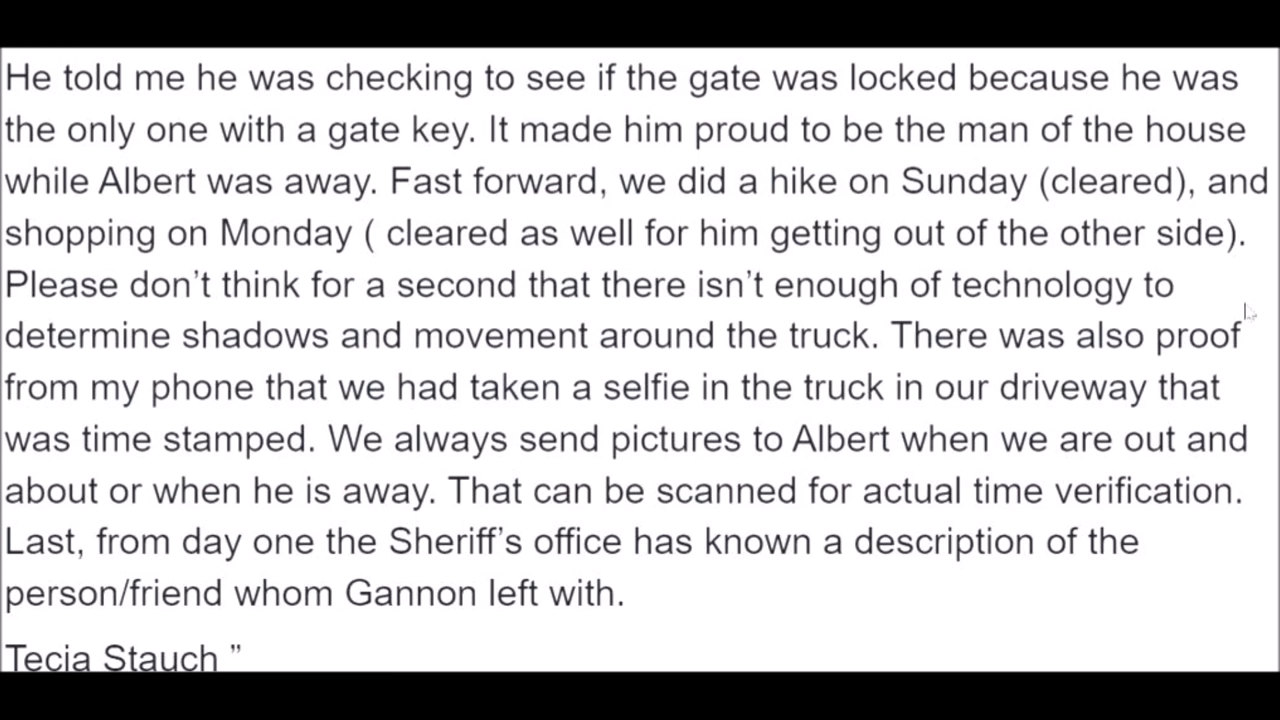 He told me he was checking to see if the gate was locked because he was
the only one with a gate key. It made him proud to be the man of the house
while Albert was away. Fast forward, we did a hike on Sunday (cleared), and
shopping on Monday ( cleared as well for him getting out of the other side).
Please don’t think for a second that there isn’t enough of technology to
determine shadows and movement around the truck. There was also proof
from my phone that we had taken a selfie in the truck in our driveway that
was time stamped. We always send pictures to Albert when we are out and
about or when he is away. That can be scanned for actual time verification.
Last, from day one the Sheriff’s office has known a description of the
person/friend whom Gannon left with.
Tecia Stauch ”